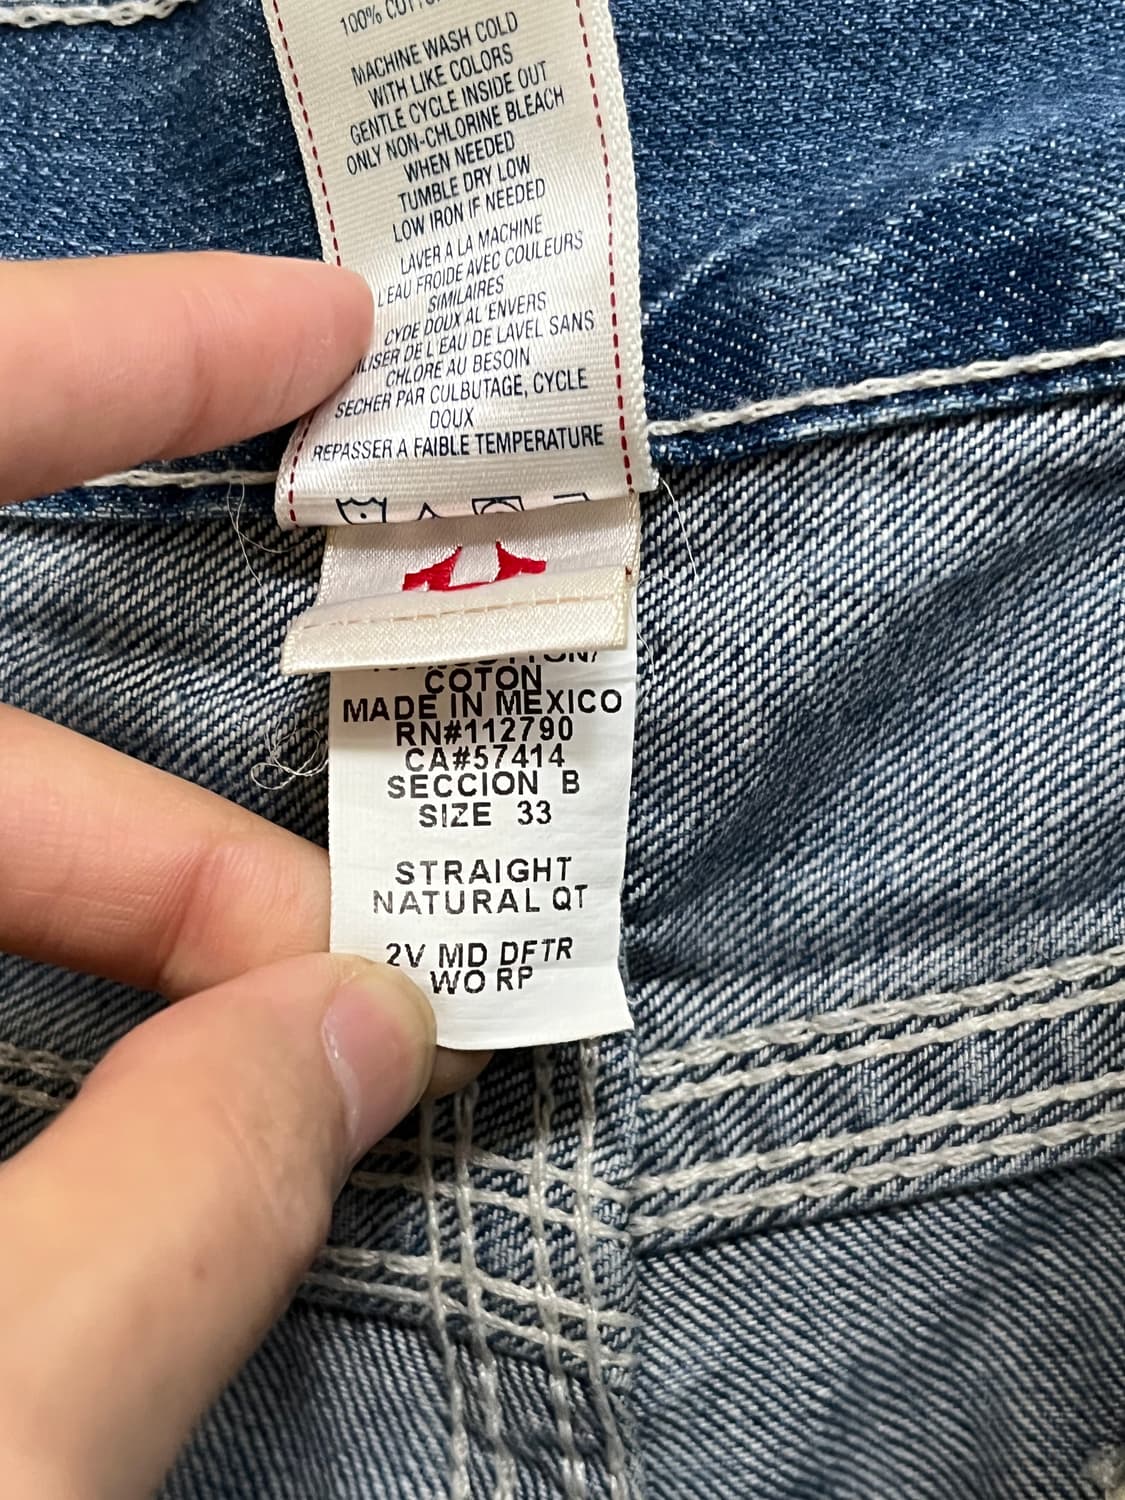 100%
MACHINE WASH COLD
WITH LIKE COLORS
GENTLE CYCLE INSIDE OUT
ONLY NON-CHLORINE BLEACH
WHEN NEEDED
TUMBLE DRY LOW
LOW IRON IF NEEDED
LAVER A LA MACHINE
L'EAU FROIDE AVEC COULEURS
SIMILAIRES
CYDE DOUX AL'ENVERS
DE L'EAU DE LAVEL SANS
CHLORE AU BESOIN
SECHER PAR CULBUTAGE, CYCLE
DOUX
REPASSER A FAIBLE TEMPERATURE
COTON
MADE IN MEXICO
RN#112790
CA#57414
SECCION B
SIZE 33
STRAIGHT
NATURAL QT
2V MD DFTR
WO RP